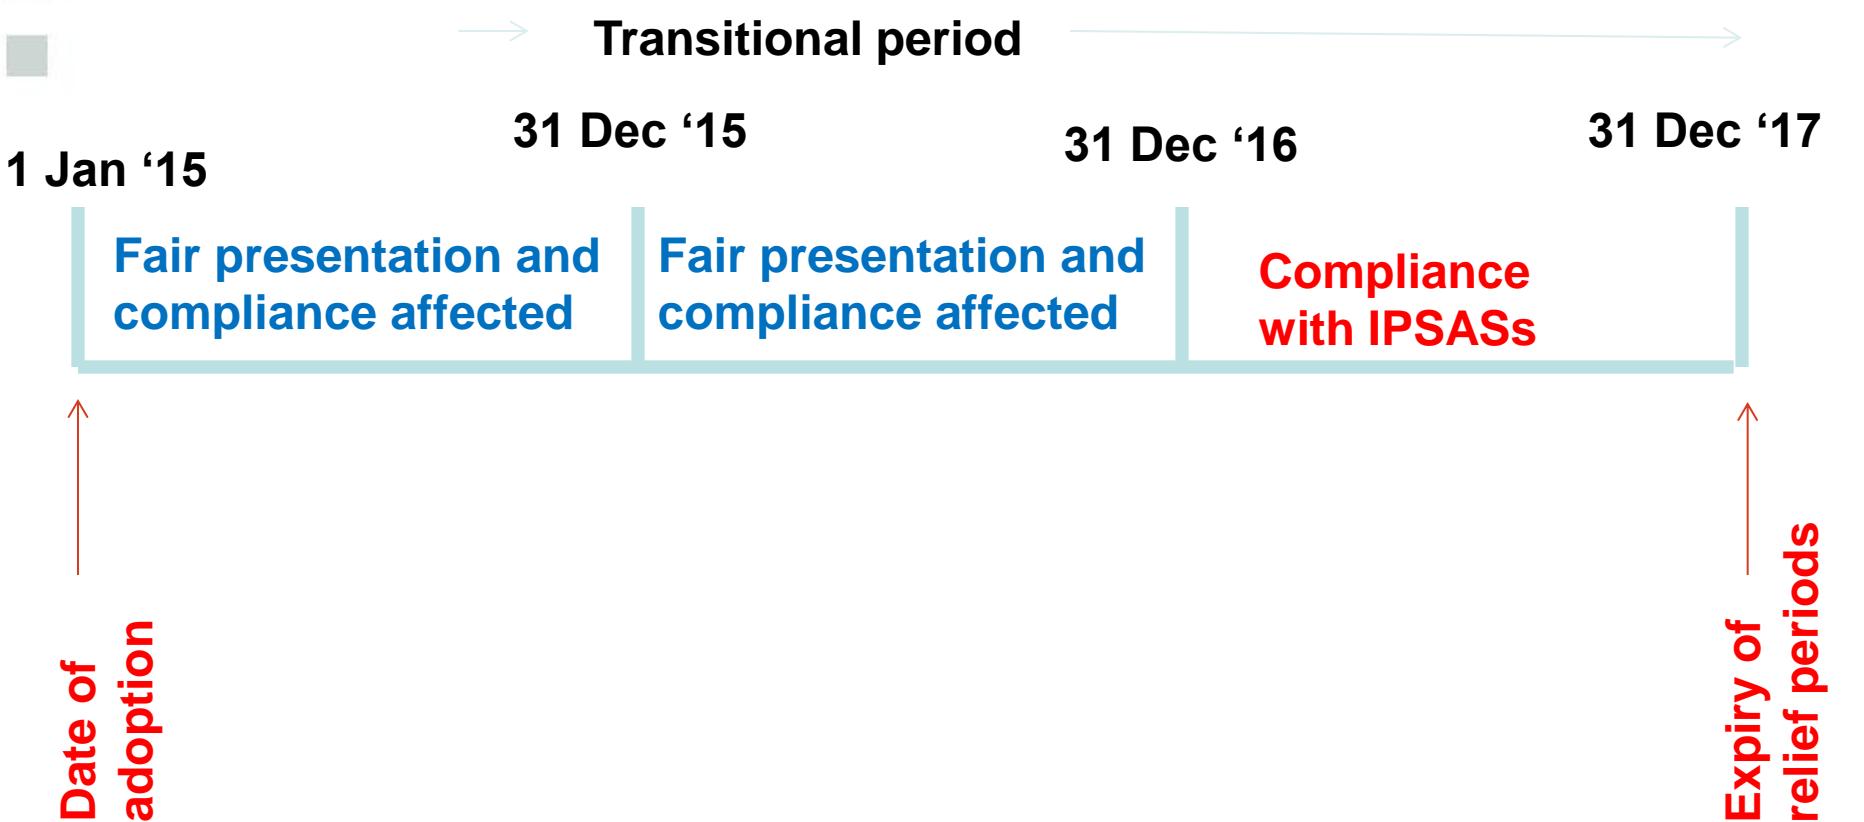 Transitional period
1 Jan ‘15
31 Dec ‘15
31 Dec ‘16
31 Dec ‘17
Fair presentation and
compliance affected
Fair presentation and
compliance affected
Compliance
with IPSASs
Date of
adoption
Expiry of
relief periods